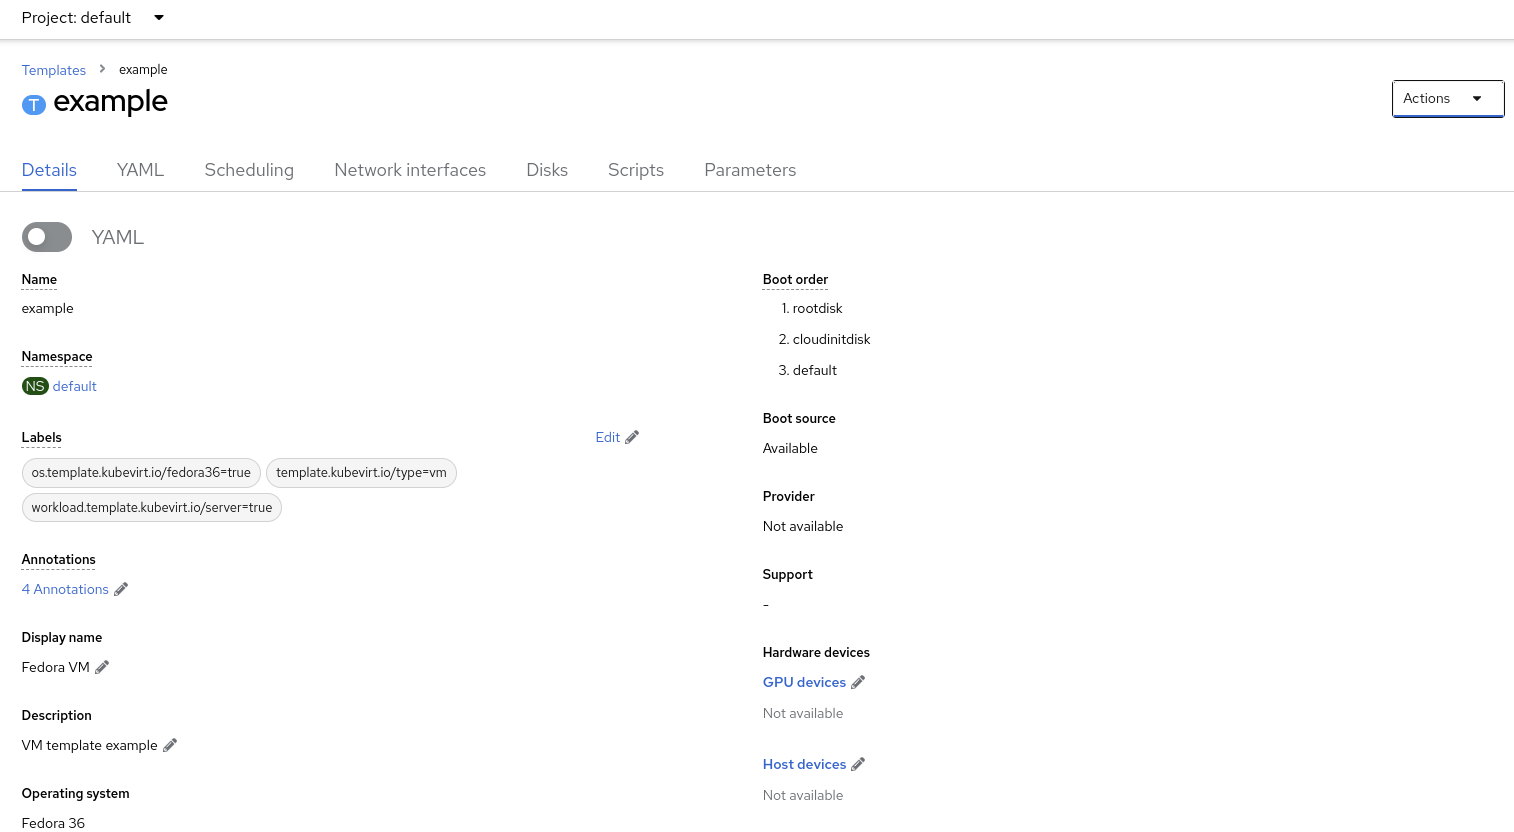 Project: default
Templates > example
T example
Actions
Details YAML Scheduling Network interfaces Disks Scripts Parameters
YAML
Name
example
Namespace
NS default
Labels
Edit
os.template.kubevirt.io/fedora36=true template.kubevirt.io/type=vm
workload.template.kubevirt.io/server=true
Annotations
4 Annotations
Display name
Fedora VM
Description
VM template example
Operating system
Fedora 36
Boot order
1. rootdisk
2. cloudinitdisk
3. default
Boot source
Available
Provider
Not available
Support
-
Hardware devices
GPU devices
Not available
Host devices
Not available